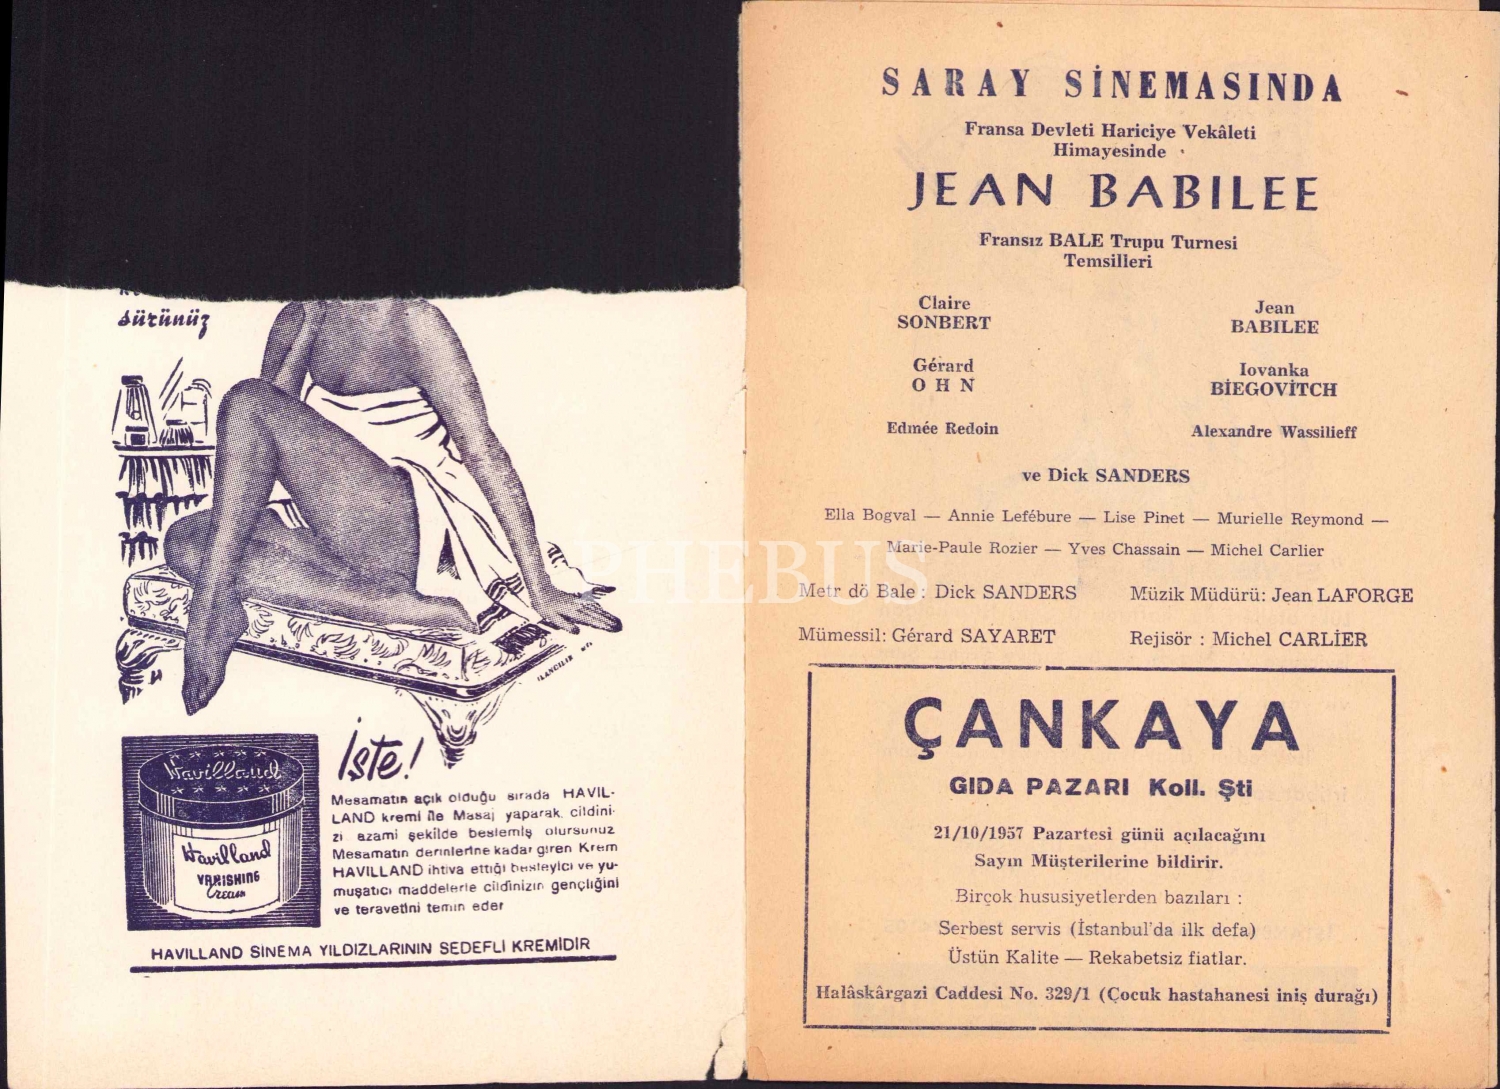 sürünüz
İşte!
Mesamatın açık olduğu sırada HAVIL-
LAND kremi ile Masaj yaparak, cildini-
zi azami şekilde beslemiş olursunuz
Mesamatın derinlerine kadar giren Krem
HAVILLAND ihtiva ettiği besleyici ve yu-
muşatıcı maddelerle cildinizin gençliğini
ve teravetini temin eder
Havilland
Havilland
VANISHING
Cream
HAVILLAND SİNEMA YILDIZLARININ SEDEFLİ KREMİDİR
İLANCILIK
SARAY SİNEMASINDA
Fransa Devleti Hariciye Vekâleti
Himayesinde
JEAN BABILEE
Fransız BALE Trupu Turnesi
Temsilleri
Claire
SONBERT
Jean
BABILEE
Gérard
O H N
Iovanka
BİEGOVİTCH
Edmée Redoin
Alexandre Wassilieff
ve Dick SANDERS
Ella Bogval — Annie Lefébure — Lise Pinet — Murielle Reymond —
Marie-Paule Rozier — Yves Chassain — Michel Carlier
Metr dö Bale : Dick SANDERS
Müzik Müdürü: Jean LAFORGE
Mümessil: Gérard SAYARET
Rejisör : Michel CARLİER
PHEBUS
ÇANKAYA
GIDA PAZARI Koll. Şti
21/10/1957 Pazartesi günü açılacağını
Sayın Müşterilerine bildirir.
Birçok hususiyetlerden bazıları :
Serbest servis (İstanbul'da ilk defa)
Üstün Kalite — Rekabetsiz fiatlar.
Halâskârgazi Caddesi No. 329/1 (Çocuk hastahanesi iniş durağı)